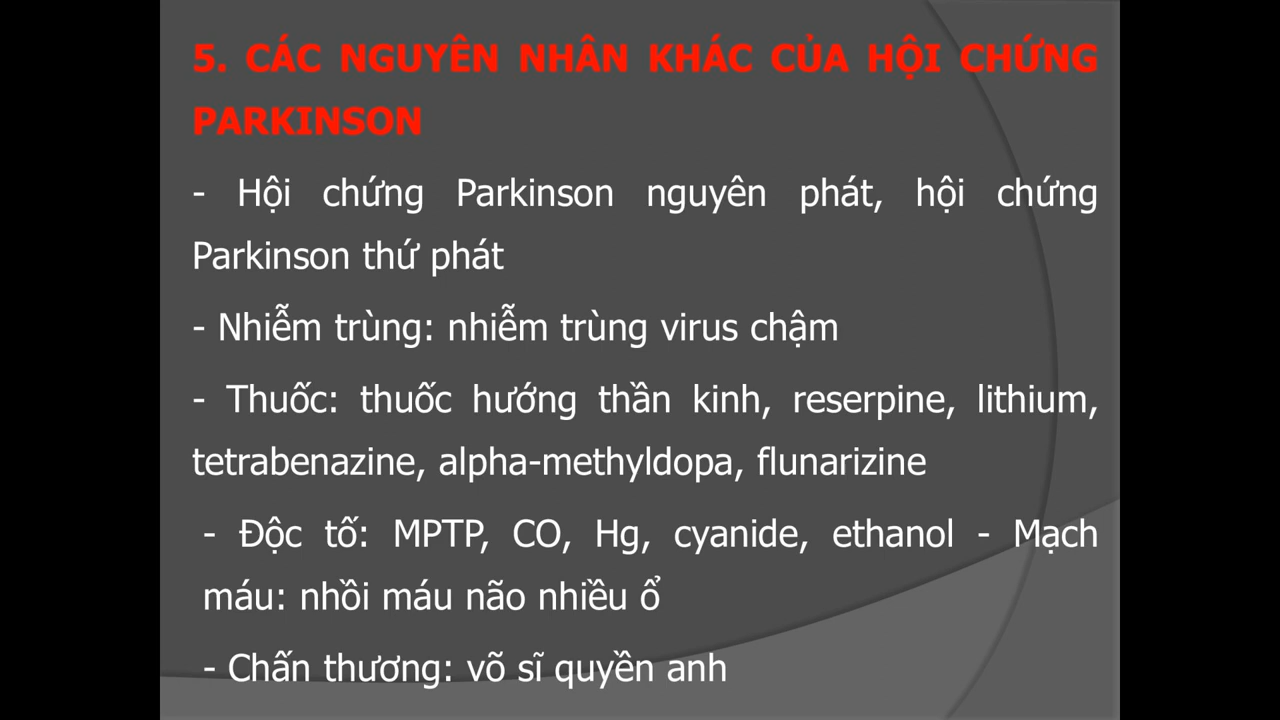 5. CÁC NGUYÊN NHÂN KHÁC CỦA HỘI CHỨNG
PARKINSON
- Hội chứng Parkinson nguyên phát, hội chứng
Parkinson thứ phát
- Nhiễm trùng: nhiễm trùng virus chậm
- Thuốc: thuốc hướng thần kinh, reserpine, lithium,
tetrabenazine, alpha-methyldopa, flunarizine
- Độc tố: MPTP, CO, Hg, cyanide, ethanol - Mạch
máu: nhồi máu não nhiều ổ
- Chấn thương: võ sĩ quyền anh